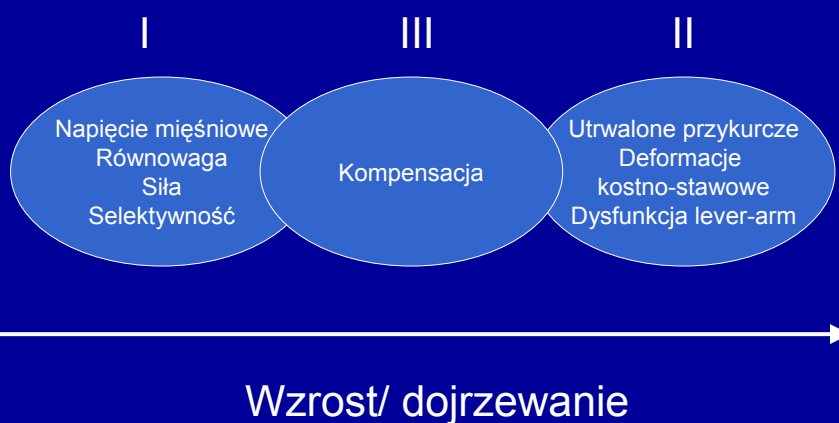 I
III
II
Napięcie mięśniowe
Równowaga
Siła
Selektywność
Kompensacja
Utrwalone przykurcze
Deformacje
kostno-stawowe
Dysfunkcja lever-arm
Wzrost/ dojrzewanie